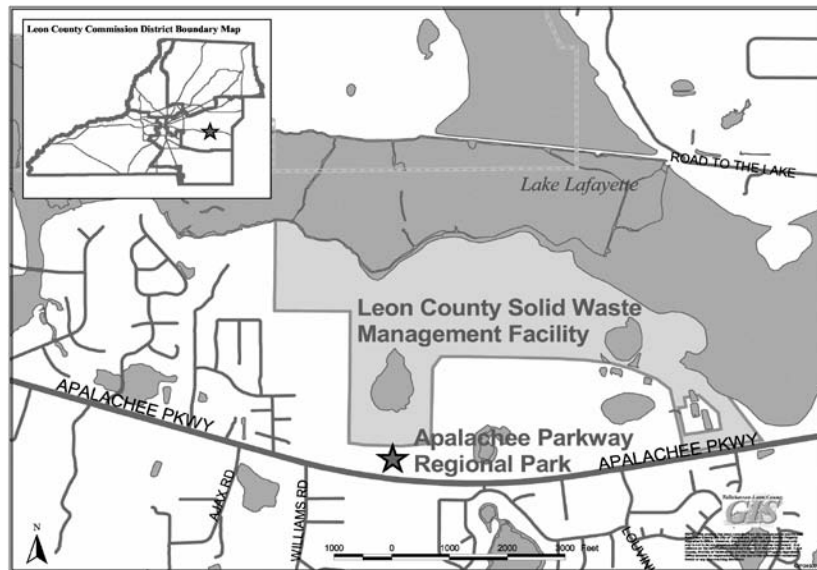 Leon County Commission District Boundary Map
ROAD TO THE LAKE
Lake Lafayette
Leon County Solid Waste
Management Facility
APALACHEE PKWY
Apalachee Parkway
Regional Park
APALACHEE PKWY
AJAX RD
WILLIAMS RD
N
1000 0 1000 2000 3000 Feet
GIS